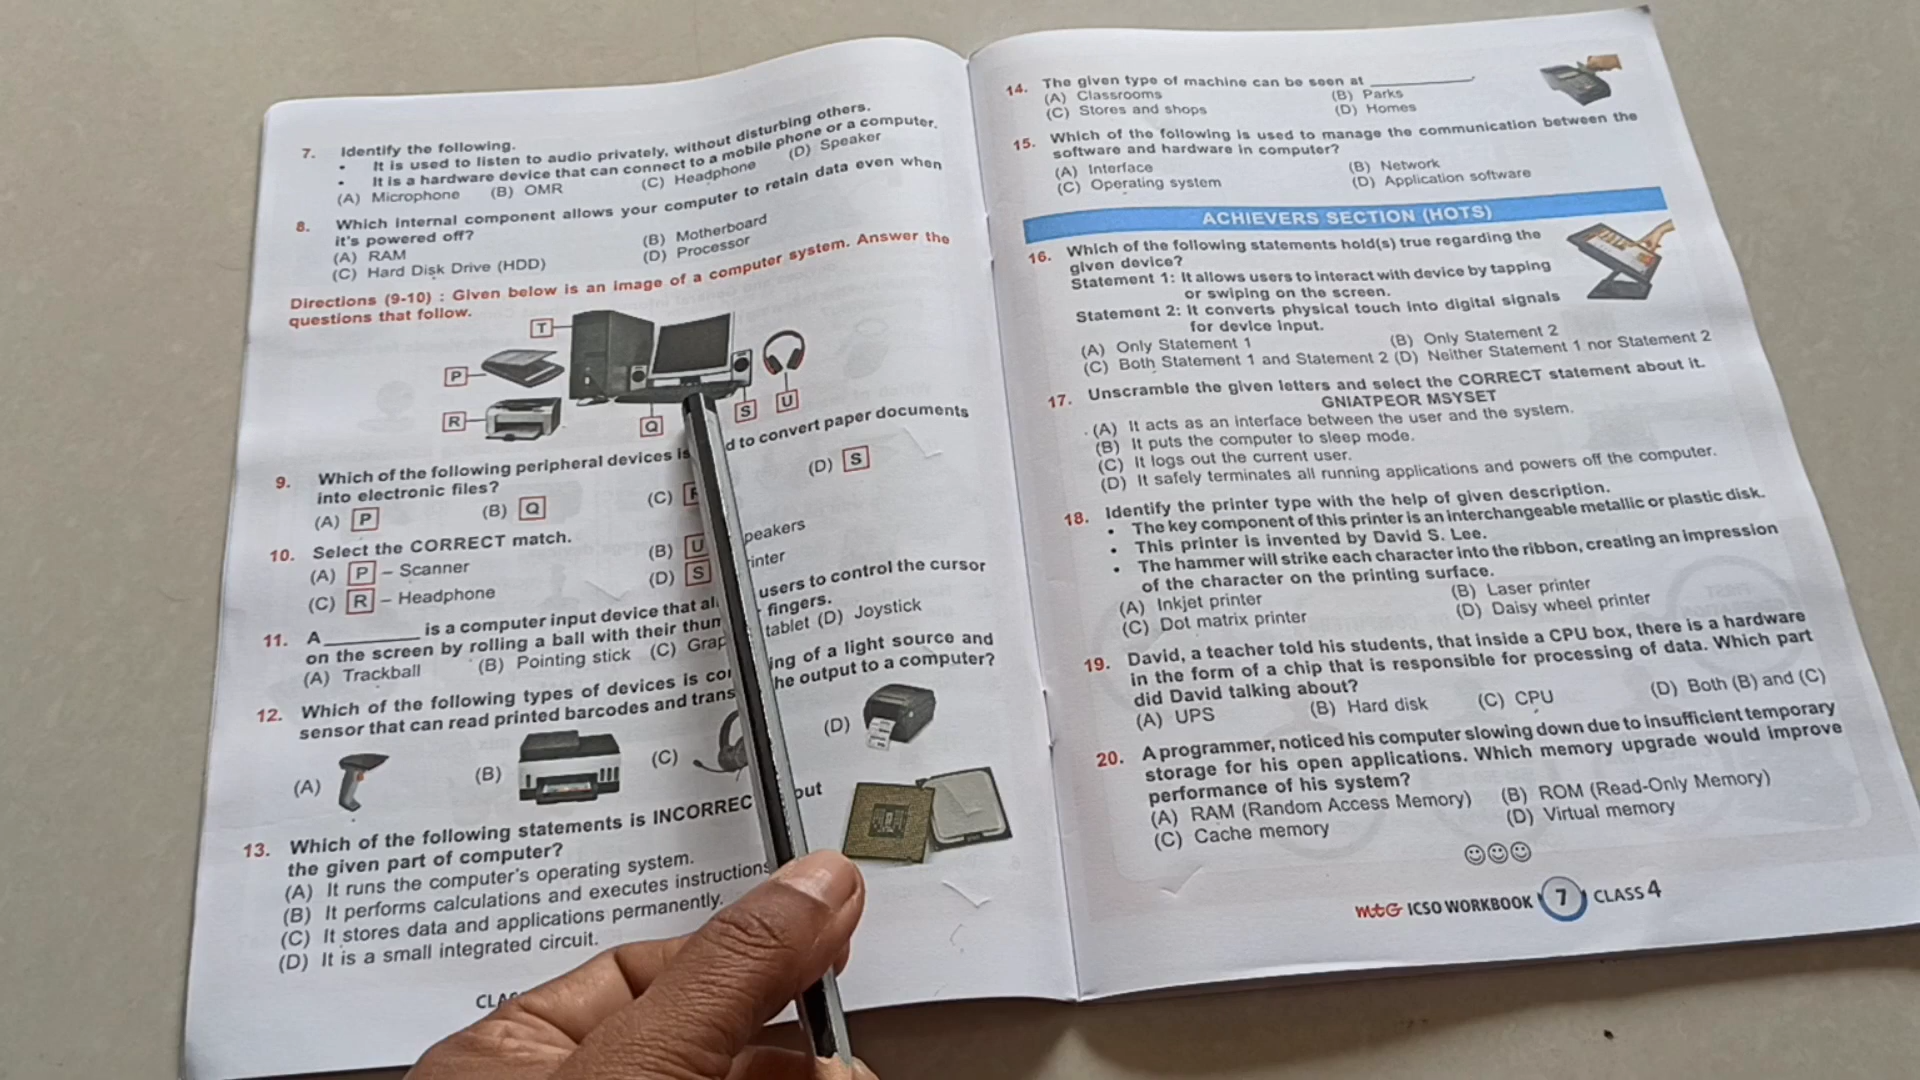 7. Identify the following.
• It is used to listen to audio privately, without disturbing others.
• It is a hardware device that can connect to a mobile phone or a computer.
(A) Microphone (B) OMR (C) Headphone (D) Speaker
8. Which internal component allows your computer to retain data even when
it's powered off?
(A) RAM (B) Motherboard
(C) Hard Disk Drive (HDD) (D) Processor
Directions (9-10) : Given below is an image of a computer system. Answer the
questions that follow.
T
P
R
Q
S
U
9. Which of the following peripheral devices is d to convert paper documents
into electronic files?
(A) P (B) Q (C) (D) S
10. Select the CORRECT match.
(A) P – Scanner (B) U peakers
(C) R – Headphone (D) S inter
11. A________ is a computer input device that al users to control the cursor
on the screen by rolling a ball with their thum fingers.
(A) Trackball (B) Pointing stick (C) Grap tablet (D) Joystick
12. Which of the following types of devices is co ing of a light source and
sensor that can read printed barcodes and trans he output to a computer?
(A) (B) (C) (D)
13. Which of the following statements is INCORREC out
the given part of computer?
(A) It runs the computer's operating system.
(B) It performs calculations and executes instructions
(C) It stores data and applications permanently.
(D) It is a small integrated circuit.
CLA
14. The given type of machine can be seen at ________.
(A) Classrooms (B) Parks
(C) Stores and shops (D) Homes
15. Which of the following is used to manage the communication between the
software and hardware in computer?
(A) Interface (B) Network
(C) Operating system (D) Application software
ACHIEVERS SECTION (HOTS)
16. Which of the following statements hold(s) true regarding the
given device?
Statement 1: It allows users to interact with device by tapping
or swiping on the screen.
Statement 2: It converts physical touch into digital signals
for device input.
(A) Only Statement 1 (B) Only Statement 2
(C) Both Statement 1 and Statement 2 (D) Neither Statement 1 nor Statement 2
17. Unscramble the given letters and select the CORRECT statement about it.
GNIATPEOR MSYSET
(A) It acts as an interface between the user and the system.
(B) It puts the computer to sleep mode.
(C) It logs out the current user.
(D) It safely terminates all running applications and powers off the computer.
18. Identify the printer type with the help of given description.
• The key component of this printer is an interchangeable metallic or plastic disk.
• This printer is invented by David S. Lee.
• The hammer will strike each character into the ribbon, creating an impression
of the character on the printing surface.
(A) Inkjet printer (B) Laser printer
(C) Dot matrix printer (D) Daisy wheel printer
19. David, a teacher told his students, that inside a CPU box, there is a hardware
in the form of a chip that is responsible for processing of data. Which part
did David talking about?
(A) UPS (B) Hard disk (C) CPU (D) Both (B) and (C)
20. A programmer, noticed his computer slowing down due to insufficient temporary
storage for his open applications. Which memory upgrade would improve
performance of his system?
(A) RAM (Random Access Memory) (B) ROM (Read-Only Memory)
(C) Cache memory (D) Virtual memory
mtG ICSO WORKBOOK 7 CLASS 4